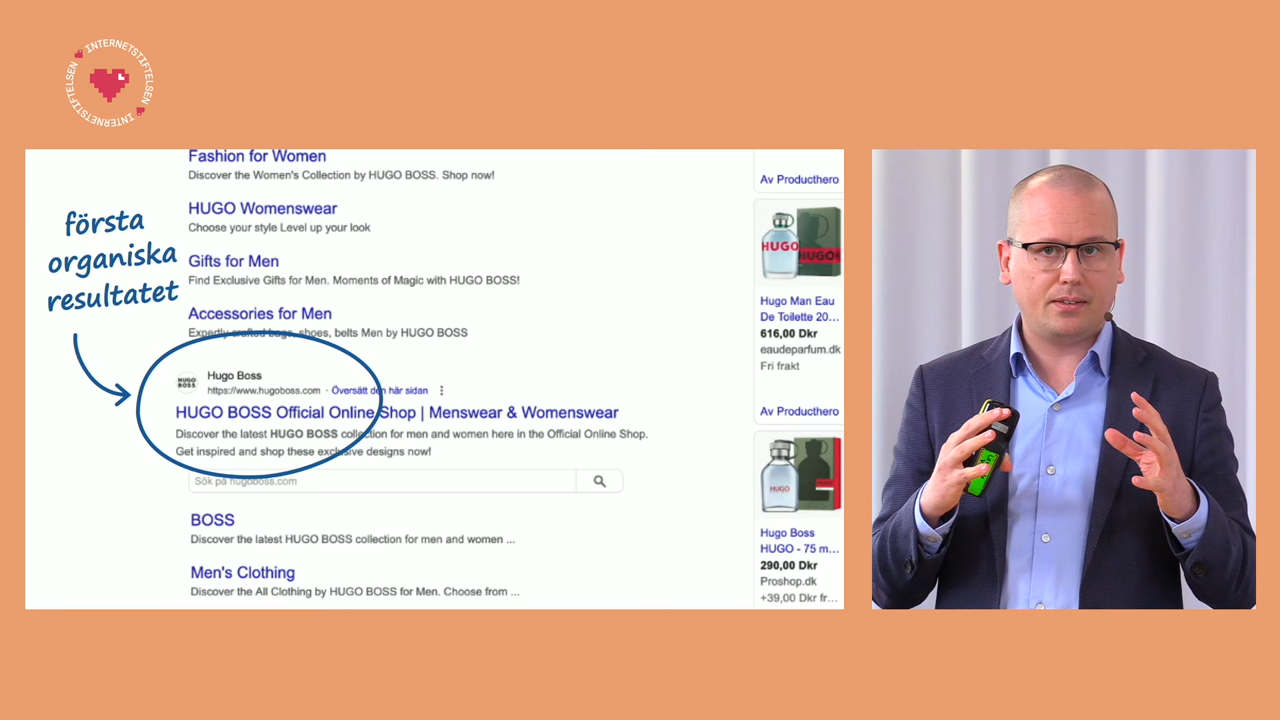 INTERNETSTIFTELSEN
INTERNETSTIFTELSEN
första
organiska
resultatet
Fashion for Women
Discover the Women's Collection by HUGO BOSS. Shop now!
HUGO Womenswear
Choose your style Level up your look
Gifts for Men
Find Exclusive Gifts for Men. Moments of Magic with HUGO BOSS!
Accessories for Men
Expertly crafted bags, shoes, belts Men by HUGO BOSS
HUGO
BOSS
Hugo Boss
https://www.hugoboss.com · Översätt den här sidan
HUGO BOSS Official Online Shop | Menswear & Womenswear
Discover the latest HUGO BOSS collection for men and women here in the Official Online Shop.
Get inspired and shop these exclusive designs now!
Sök på hugoboss.com
BOSS
Discover the latest HUGO BOSS collection for men and women ...
Men's Clothing
Discover the All Clothing by HUGO BOSS for Men. Choose from ...
Av Producthero
HUGO
HUGO
Hugo Man Eau
De Toilette 20...
616,00 Dkr
eaudeparfum.dk
Fri frakt
Av Producthero
HUGO
Hugo Boss
HUGO - 75 m...
290,00 Dkr
Proshop.dk
+39,00 Dkr fr...